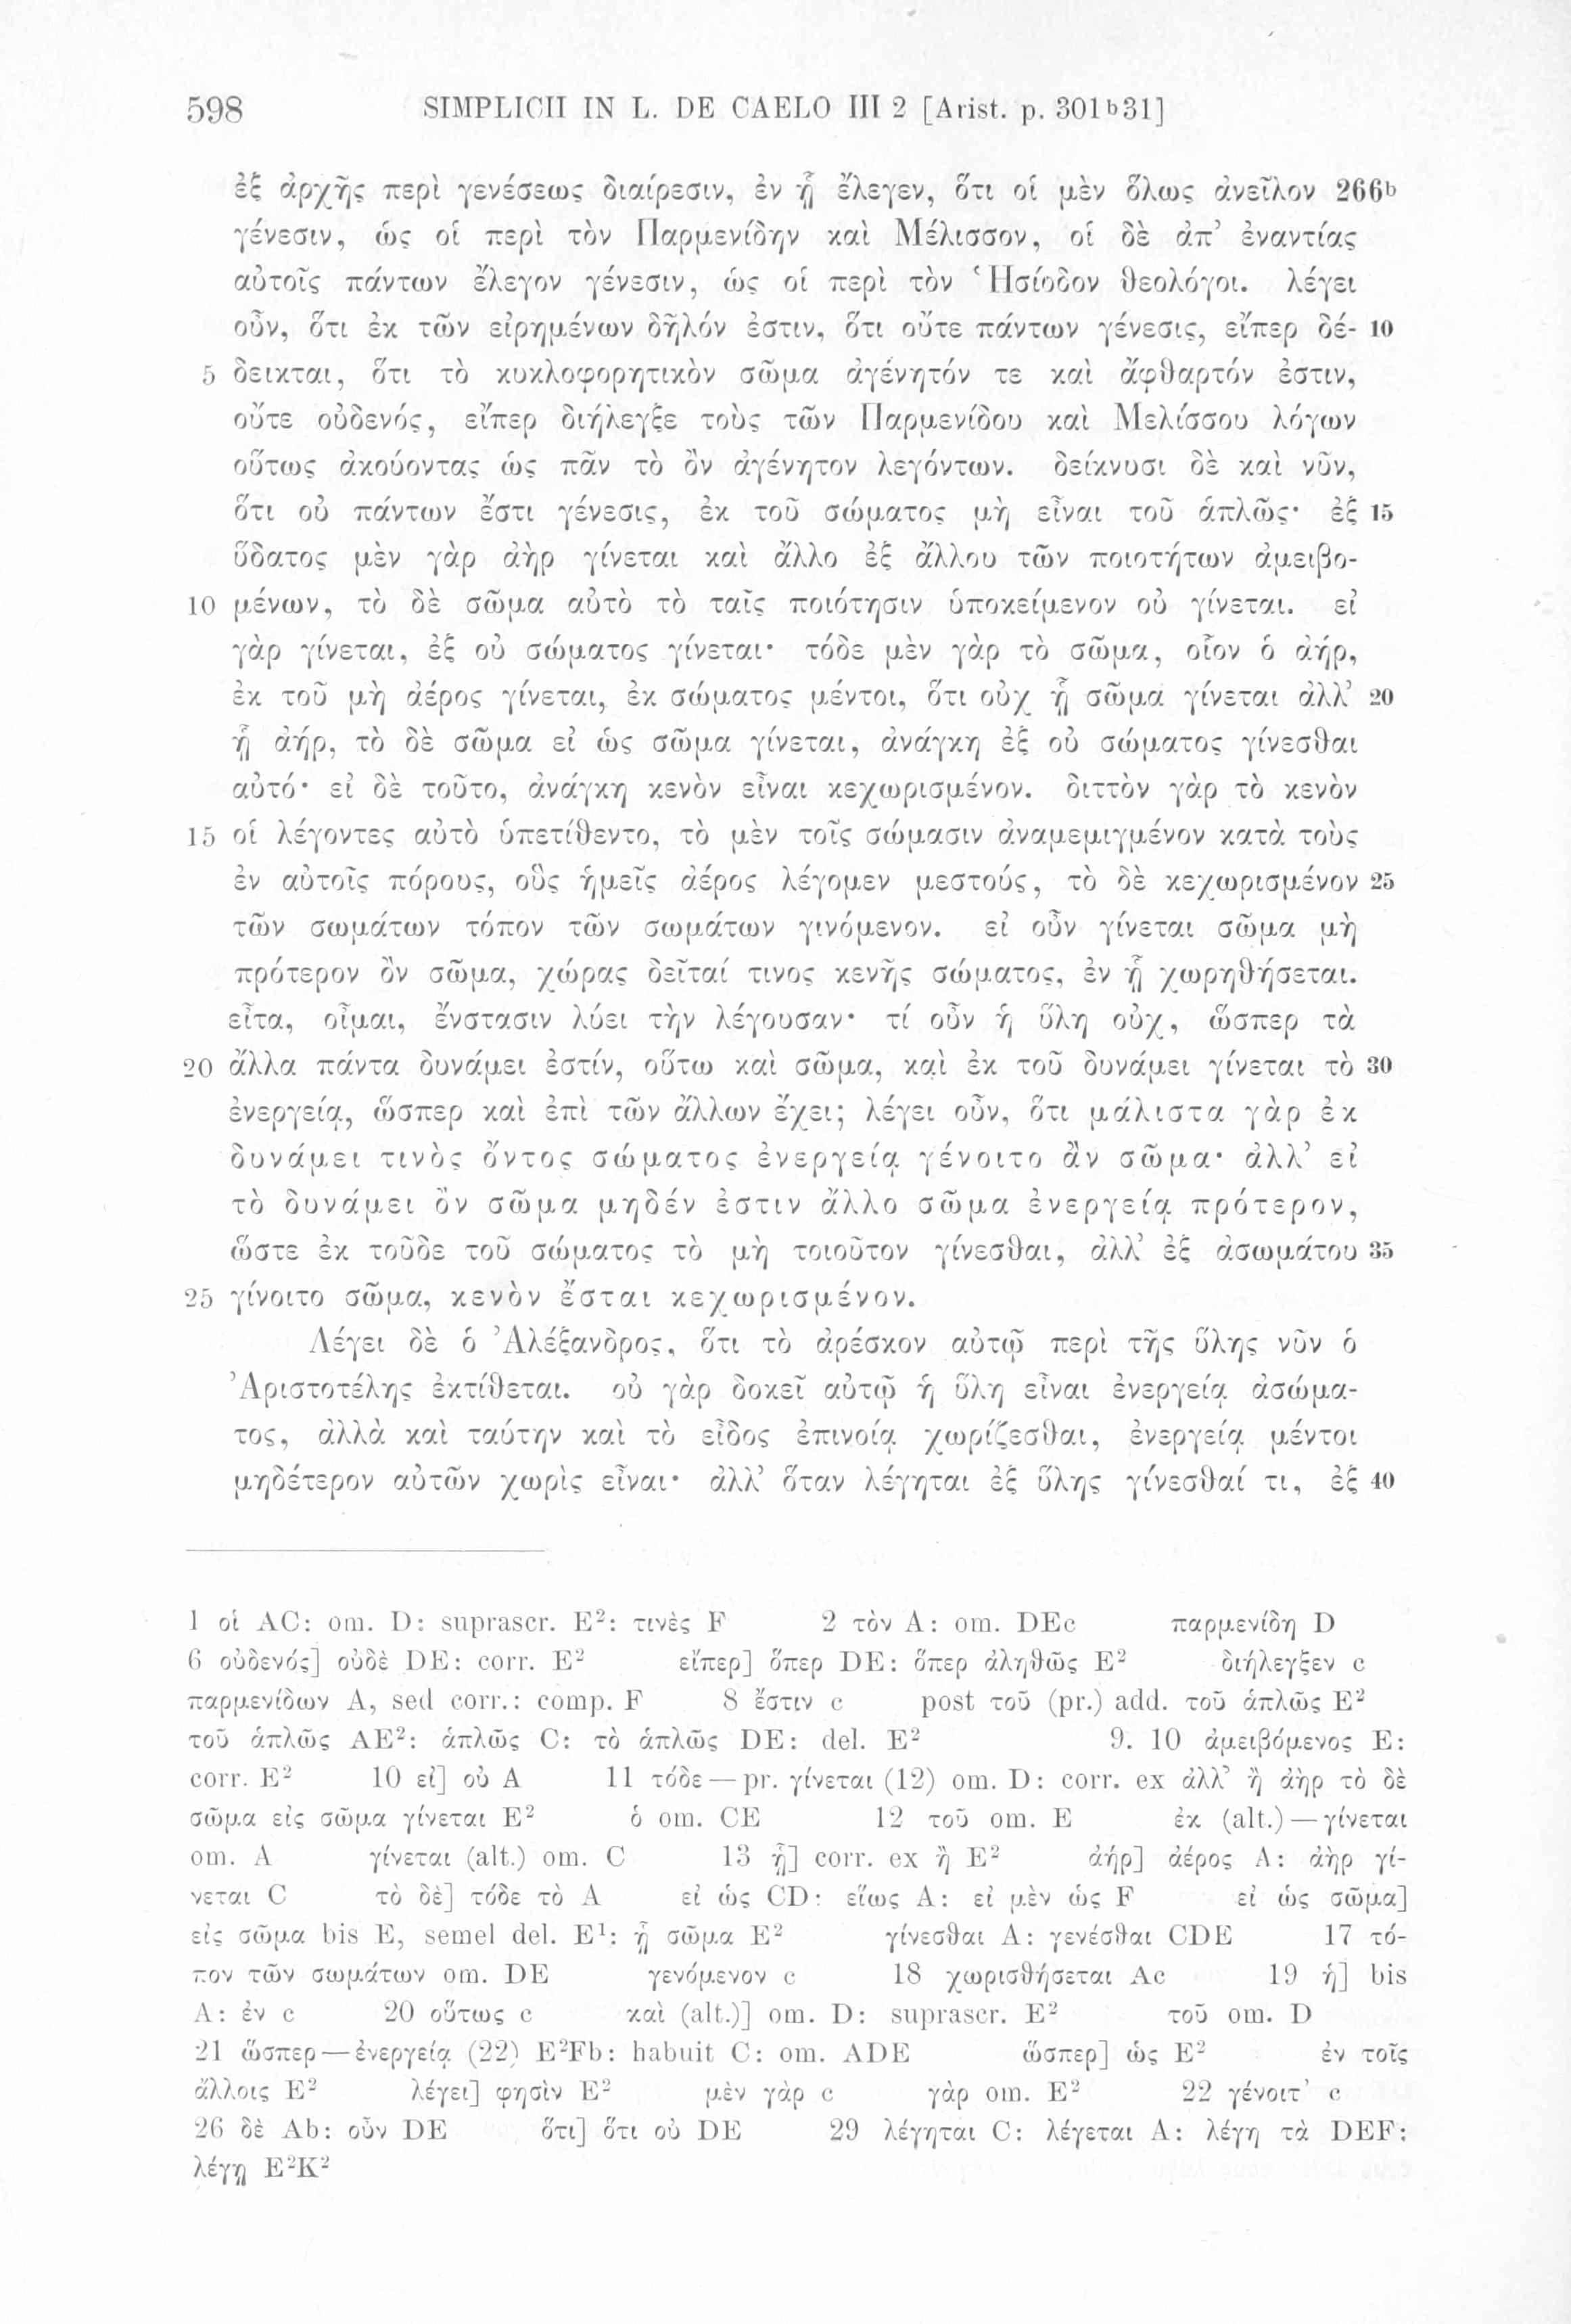 598 SIMPLICII IN L. DE CAELO III 2 [Arist. p. 301ᵇ31]
ἐξ ἀρχῆς περὶ γενέσεως διαίρεσιν, ἐν ᾗ ἔλεγεν, ὅτι οἱ μὲν ὅλως ἀνεῖλον 266ᵇ
γένεσιν, ὡς οἱ περὶ τὸν Παρμενίδην καὶ Μέλισσον, οἱ δὲ ἀπ’ ἐναντίας
αὐτοῖς πάντων ἔλεγον γένεσιν, ὡς οἱ περὶ τὸν Ἡσίοδον θεολόγοι. λέγει
οὖν, ὅτι ἐκ τῶν εἰρημένων δῆλόν ἐστιν, ὅτι οὔτε πάντων γένεσις, εἴπερ δέ- 10
5 δεικται, ὅτι τὸ κυκλοφορητικὸν σῶμα ἀγένητόν τε καὶ ἄφθαρτόν ἐστιν,
οὔτε οὐδενός, εἴπερ διήλεγξε τοὺς τῶν Παρμενίδου καὶ Μελίσσου λόγων
οὕτως ἀκούοντας ὡς πᾶν τὸ ὂν ἀγένητον λεγόντων. δείκνυσι δὲ καὶ νῦν,
ὅτι οὐ πάντων ἔστι γένεσις, ἐκ τοῦ σώματος μὴ εἶναι τοῦ ἁπλῶς· ἐξ 15
ὕδατος μὲν γὰρ ἀὴρ γίνεται καὶ ἄλλο ἐξ ἄλλου τῶν ποιοτήτων ἀμειβο-
10 μένων, τὸ δὲ σῶμα αὐτὸ τὸ ταῖς ποιότησιν ὑποκείμενον οὐ γίνεται. εἰ
γὰρ γίνεται, ἐξ οὐ σώματος γίνεται· τόδε μὲν γὰρ τὸ σῶμα, οἷον ὁ ἀήρ,
ἐκ τοῦ μὴ ἀέρος γίνεται, ἐκ σώματος μέντοι, ὅτι οὐχ ᾗ σῶμα γίνεται ἀλλ’ 20
ᾗ ἀήρ, τὸ δὲ σῶμα εἰ ὡς σῶμα γίνεται, ἀνάγκη ἐξ οὐ σώματος γίνεσθαι
αὐτό· εἰ δὲ τοῦτο, ἀνάγκη κενὸν εἶναι κεχωρισμένον. διττὸν γὰρ τὸ κενὸν
15 οἱ λέγοντες αὐτὸ ὑπετίθεντο, τὸ μὲν τοῖς σώμασιν ἀναμεμιγμένον κατὰ τοὺς
ἐν αὐτοῖς πόρους, οὓς ἡμεῖς ἀέρος λέγομεν μεστούς, τὸ δὲ κεχωρισμένον 25
τῶν σωμάτων τόπον τῶν σωμάτων γινόμενον. εἰ οὖν γίνεται σῶμα μὴ
πρότερον ὂν σῶμα, χώρας δεῖταί τινος κενῆς σώματος, ἐν ᾗ χωρηθήσεται.
εἶτα, οἶμαι, ἔνστασιν λύει τὴν λέγουσαν· τί οὖν ἡ ὕλη οὐχ, ὥσπερ τὰ
20 ἄλλα πάντα δυνάμει ἐστίν, οὕτω καὶ σῶμα, καὶ ἐκ τοῦ δυνάμει γίνεται τὸ 30
ἐνεργείᾳ, ὥσπερ καὶ ἐπὶ τῶν ἄλλων ἔχει; λέγει οὖν, ὅτι μάλιστα γὰρ ἐκ
δυνάμει τινὸς ὄντος σώματος ἐνεργείᾳ γένοιτο ἂν σῶμα· ἀλλ’ εἰ
τὸ δυνάμει ὂν σῶμα μηδέν ἐστιν ἄλλο σῶμα ἐνεργείᾳ πρότερον,
ὥστε ἐκ τοῦδε τοῦ σώματος τὸ μὴ τοιοῦτον γίνεσθαι, ἀλλ’ ἐξ ἀσωμάτου 35
25 γίνοιτο σῶμα, κενὸν ἔσται κεχωρισμένον.
Λέγει δὲ ὁ Ἀλέξανδρος, ὅτι τὸ ἀρέσκον αὐτῷ περὶ τῆς ὕλης νῦν ὁ
Ἀριστοτέλης ἐκτίθεται. οὐ γὰρ δοκεῖ αὐτῷ ἡ ὕλη εἶναι ἐνεργείᾳ ἀσώμα-
τος, ἀλλὰ καὶ ταύτην καὶ τὸ εἶδος ἐπινοίᾳ χωρίζεσθαι, ἐνεργείᾳ μέντοι
μηδέτερον αὐτῶν χωρὶς εἶναι· ἀλλ’ ὅταν λέγηται ἐξ ὕλης γίνεσθαί τι, ἐξ 40
1 οἱ AC: om. D: suprascr. E²: τινὲς F 2 τὸν A: om. DEc παρμενίδη D
6 οὐδενός] οὐδὲ DE: corr. E² εἴπερ] ὅπερ DE: ὅπερ ἀληθῶς E² διήλεγξεν c
παρμενίδων A, sed corr.: comp. F 8 ἔστιν c post τοῦ (pr.) add. τοῦ ἁπλῶς E²
τοῦ ἁπλῶς AE²: ἁπλῶς C: τὸ ἁπλῶς DE: del. E² 9. 10 ἀμειβόμενος E:
corr. E² 10 εἰ] οὐ A 11 τόδε—pr. γίνεται (12) om. D: corr. ex ἀλλ’ ἢ ἀὴρ τὸ δὲ
σῶμα εἰς σῶμα γίνεται E² ὁ om. CE 12 τοῦ om. E ἐκ (alt.)—γίνεται
om. A γίνεται (alt.) om. C 13 ᾗ] corr. ex ἢ E² ἀήρ] ἀέρος A: ἀὴρ γί-
νεται C τὸ δὲ] τόδε τὸ A εἰ ὡς CD: εἵως A: εἰ μὲν ὡς F εἰ ὡς σῶμα]
εἰς σῶμα bis E, semel del. E¹: ᾗ σῶμα E² γίνεσθαι A: γενέσθαι CDE 17 τό-
πον τῶν σωμάτων om. DE γενόμενον c 18 χωρισθήσεται Ac 19 ἡ] bis
A: ἐν c 20 οὕτως c καὶ (alt.)] om. D: suprascr. E² τοῦ om. D
21 ὥσπερ—ἐνεργείᾳ (22) E²Fb: habuit C: om. ADE ὥσπερ] ὡς E² ἐν τοῖς
ἄλλοις E² λέγει] φησὶν E² μὲν γὰρ c γὰρ om. E² 22 γένοιτ’ c
26 δὲ Ab: οὖν DE ὅτι] ὅτι οὐ DE 29 λέγηται C: λέγεται A: λέγη τὰ DEF:
λέγῃ E²K²